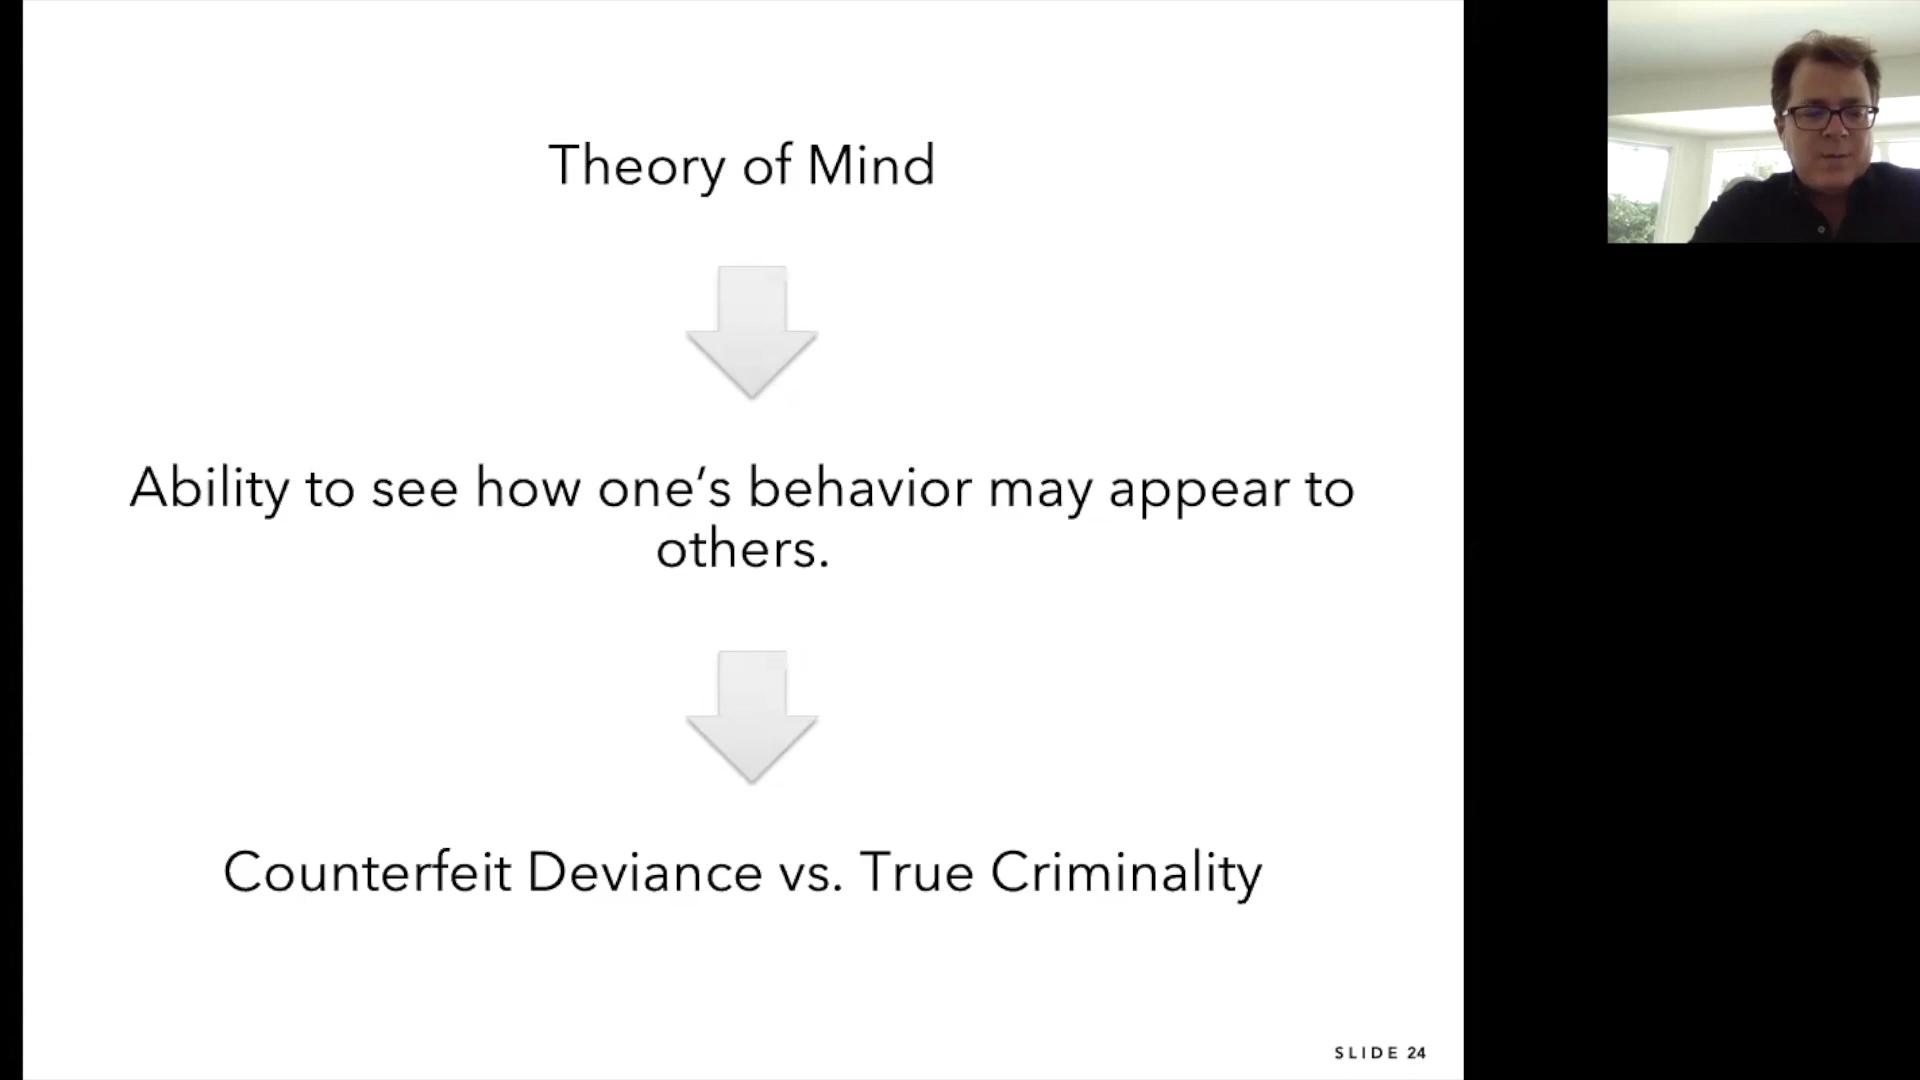 Theory of Mind
Ability to see how one’s behavior may appear to
others.
Counterfeit Deviance vs. True Criminality
SLIDE 24